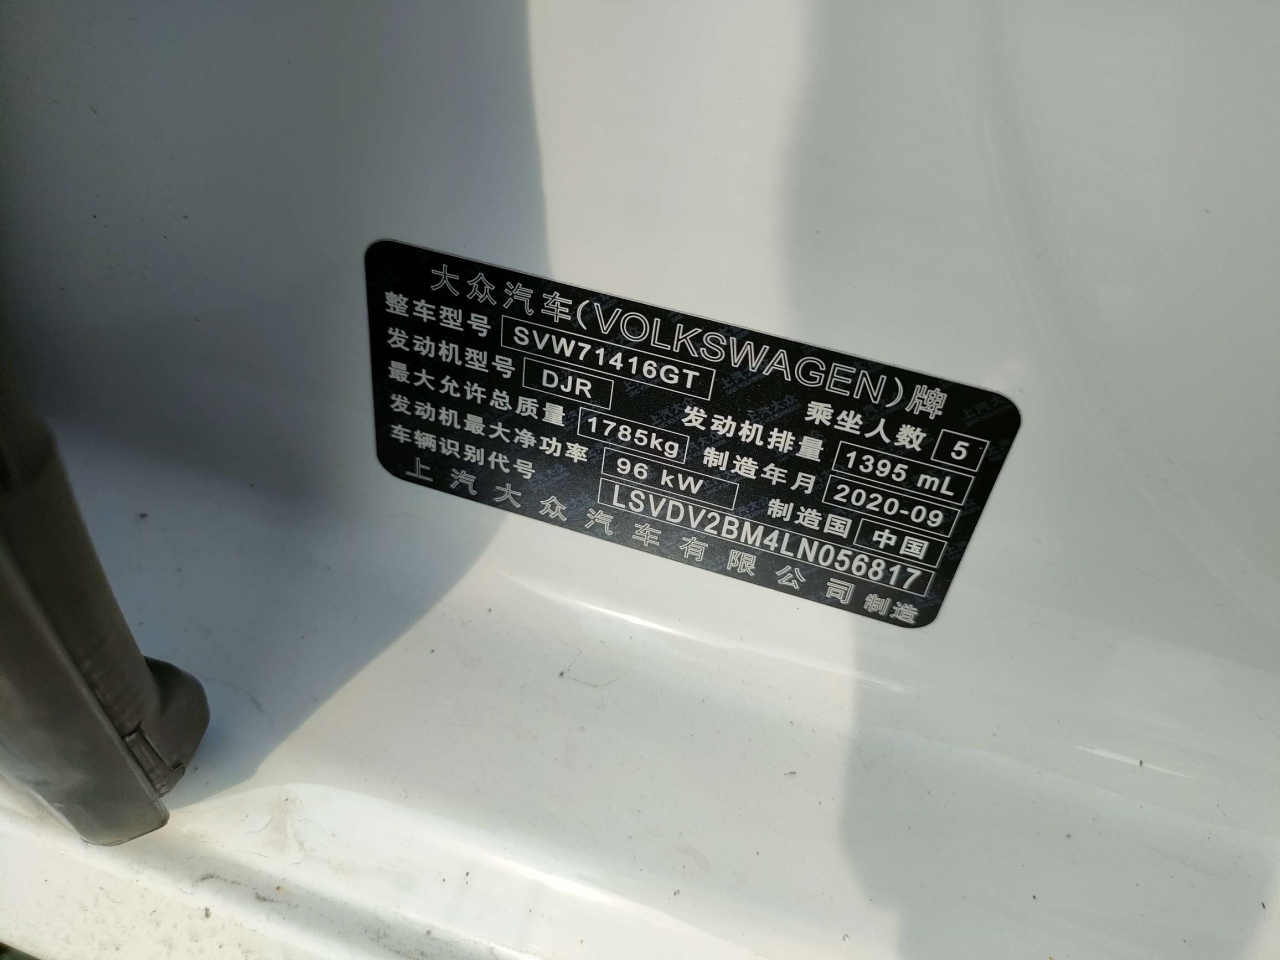 大众汽车(VOLKSWAGEN)牌
整车型号 SVW71416GT 乘坐人数 5
发动机型号 DJR 发动机排量 1395 mL
最大允许总质量 1785kg 制造年月 2020-09
发动机最大净功率 96 kW 制造国 中国
车辆识别代号 LSVDV2BM4LN056817
上汽大众汽车有限公司 制造